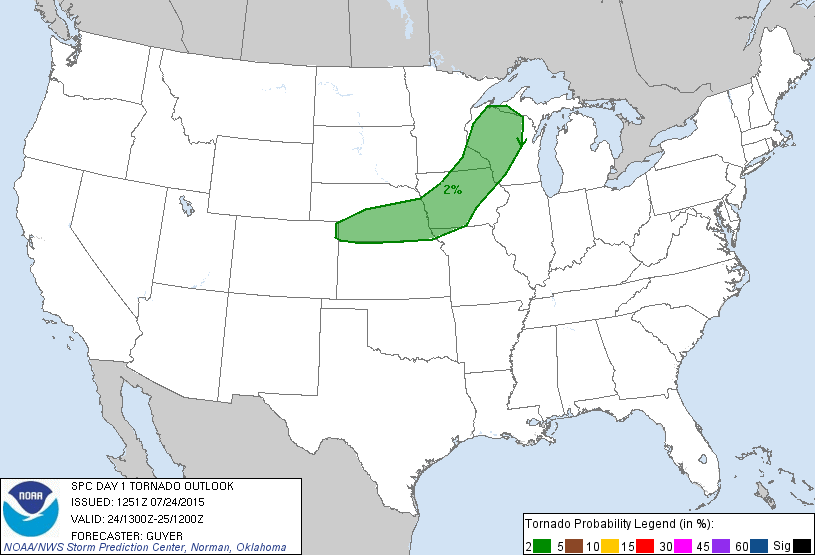 2%
NOAA
SPC DAY 1 TORNADO OUTLOOK
ISSUED: 1251Z 07/24/2015
VALID: 24/1300Z-25/1200Z
FORECASTER: GUYER
NOAA/NWS Storm Prediction Center, Norman, Oklahoma
Tornado Probability Legend (in %):
2 5 10 15 30 45 60 Sig